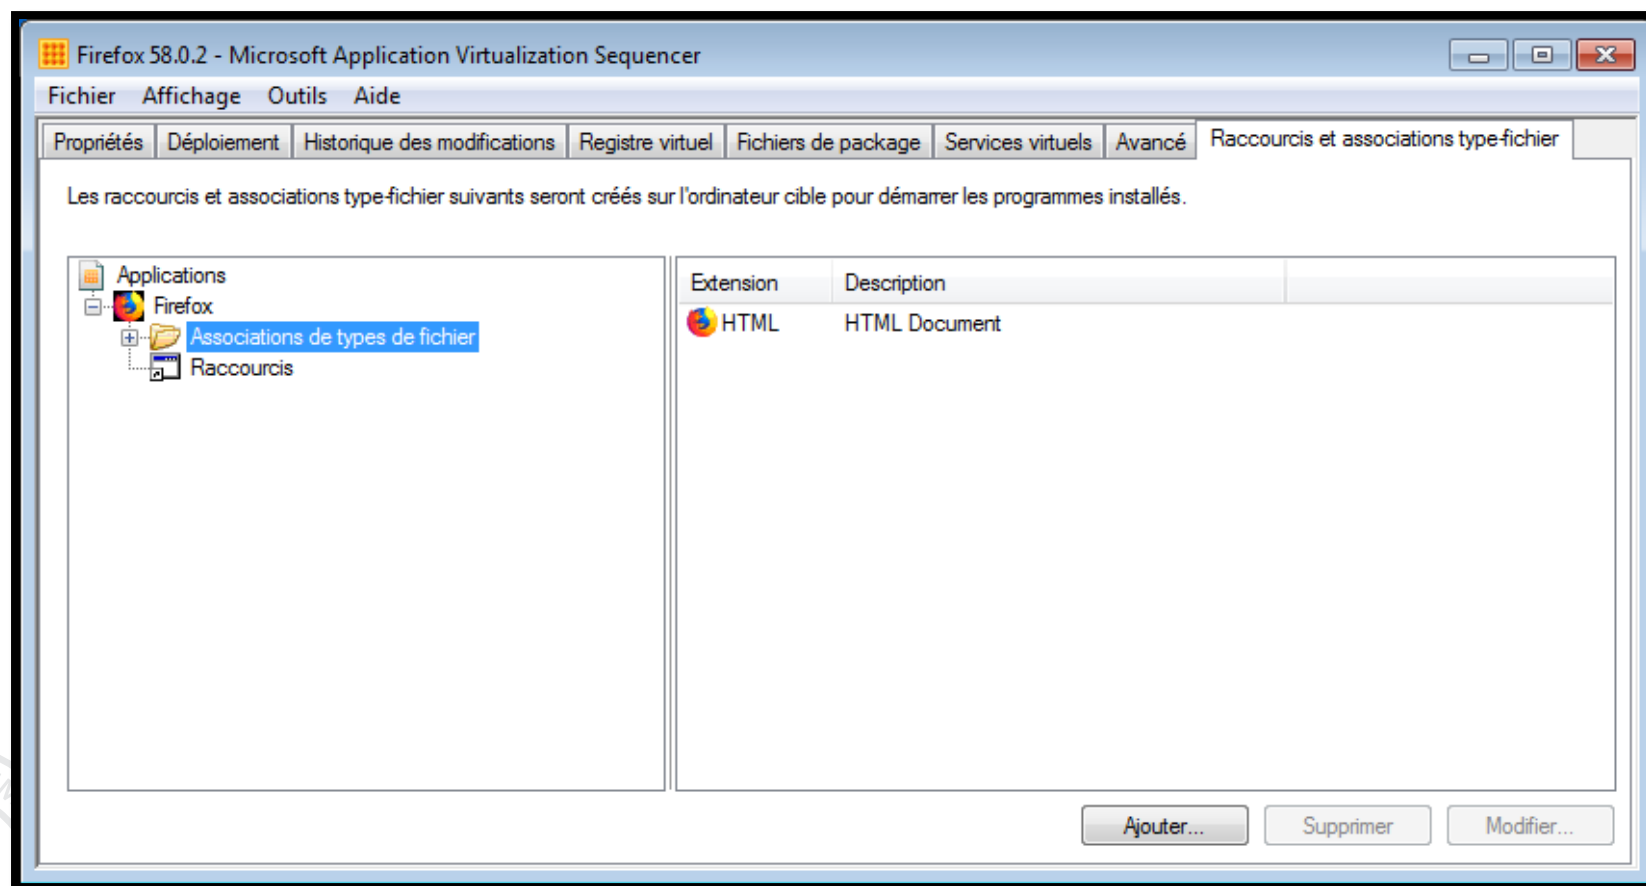 Firefox 58.0.2 - Microsoft Application Virtualization Sequencer
Fichier Affichage Outils Aide
Propriétés Déploiement Historique des modifications Registre virtuel Fichiers de package Services virtuels Avancé Raccourcis et associations type-fichier
Les raccourcis et associations type-fichier suivants seront créés sur l'ordinateur cible pour démarrer les programmes installés.
Applications
Firefox
Associations de types de fichier
Raccourcis
Extension Description
HTML HTML Document
Ajouter... Supprimer Modifier...